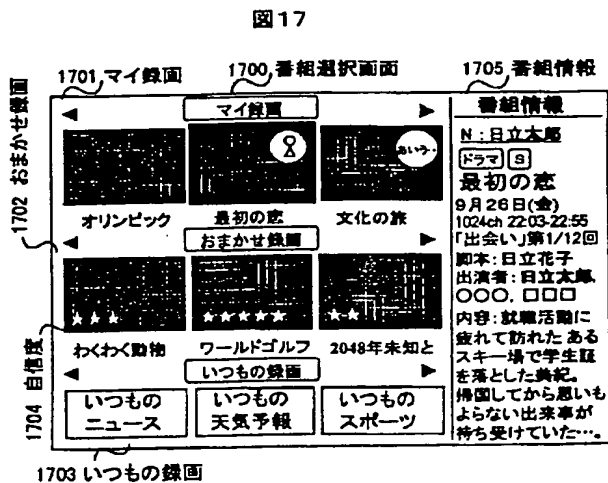 図17
1701 マイ録画
1700 番組選択画面
1705 番組情報
1702 おまかせ録画
1704 自信度
マイ録画
あいう・・
オリンピック
最初の恋
文化の旅
おまかせ録画
わくわく動物
ワールドゴルフ
2048年未知と
いつもの録画
いつもの
ニュース
いつもの
天気予報
いつもの
スポーツ
1703 いつもの録画
番組情報
N:日立太郎
ドラマ S
最初の恋
9月26日(金)
1024ch 22:03-22:55
「出会い」第1/12回
脚本:日立花子
出演者:日立太郎,
○○○, □□□
内容:就職活動に
疲れて訪れた ある
スキー場で学生証
を落とした美紀。
帰国してから思いも
よらない出来事が
待ち受けていた…。